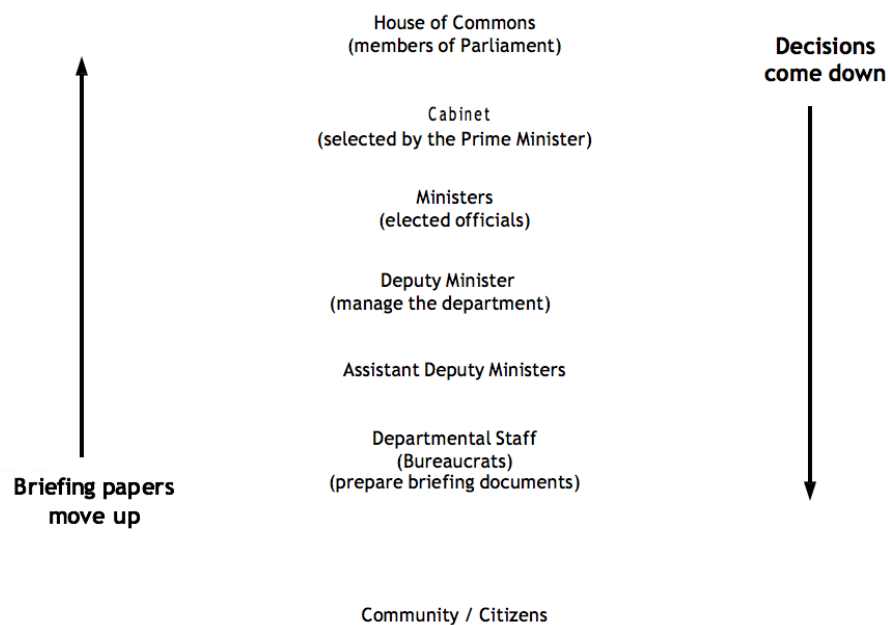 House of Commons
(members of Parliament)
Decisions
come down
Cabinet
(selected by the Prime Minister)
Ministers
(elected officials)
Deputy Minister
(manage the department)
Assistant Deputy Ministers
Departmental Staff
(Bureaucrats)
(prepare briefing documents)
Briefing papers
move up
Community / Citizens